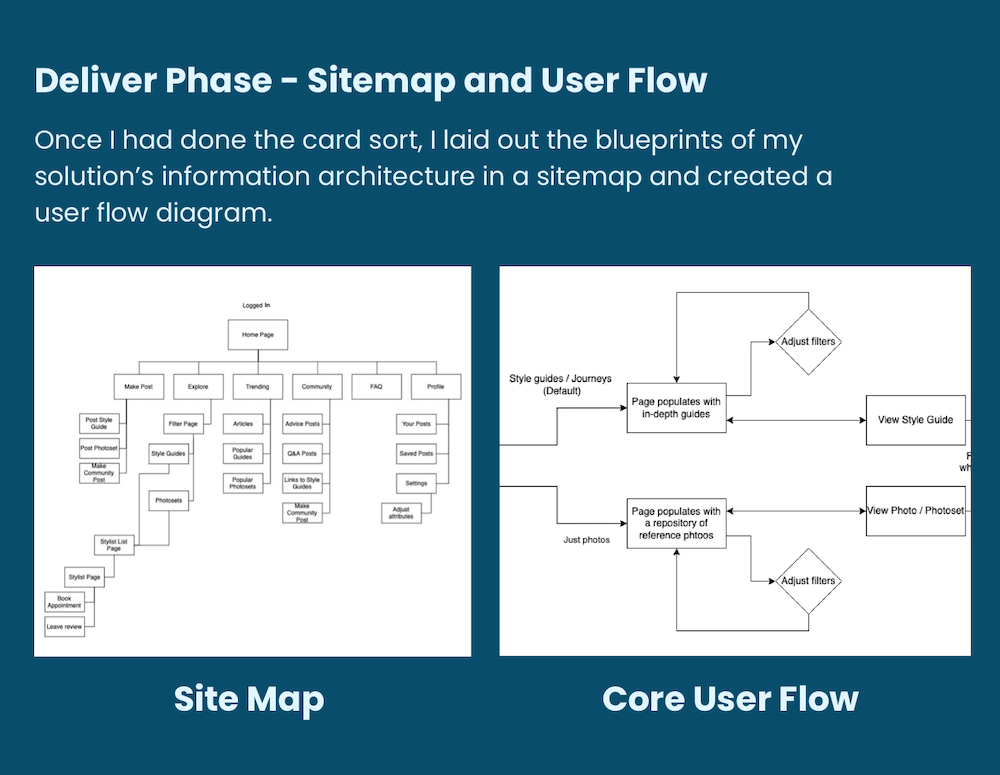 Deliver Phase - Sitemap and User Flow
Once I had done the card sort, I laid out the blueprints of my
solution’s information architecture in a sitemap and created a
user flow diagram.
Logged In
Home Page
Make Post
Explore
Trending
Community
FAQ
Profile
Post Style
Guide
Post Photoset
Make
Community
Post
Filter Page
Style Guides
Photosets
Stylist List
Page
Stylist Page
Book
Appointment
Leave review
Articles
Popular
Guides
Popular
Photosets
Advice Posts
Q&A Posts
Links to Style
Guides
Make
Community
Post
Your Posts
Saved Posts
Settings
Adjust
attributes
Site Map
Style guides / Journeys
(Default)
Page populates with
in-depth guides
Adjust filters
View Style Guide
F
wh
Just photos
Page populates with
a repository of
reference phtoos
View Photo / Photoset
Adjust filters
Core User Flow